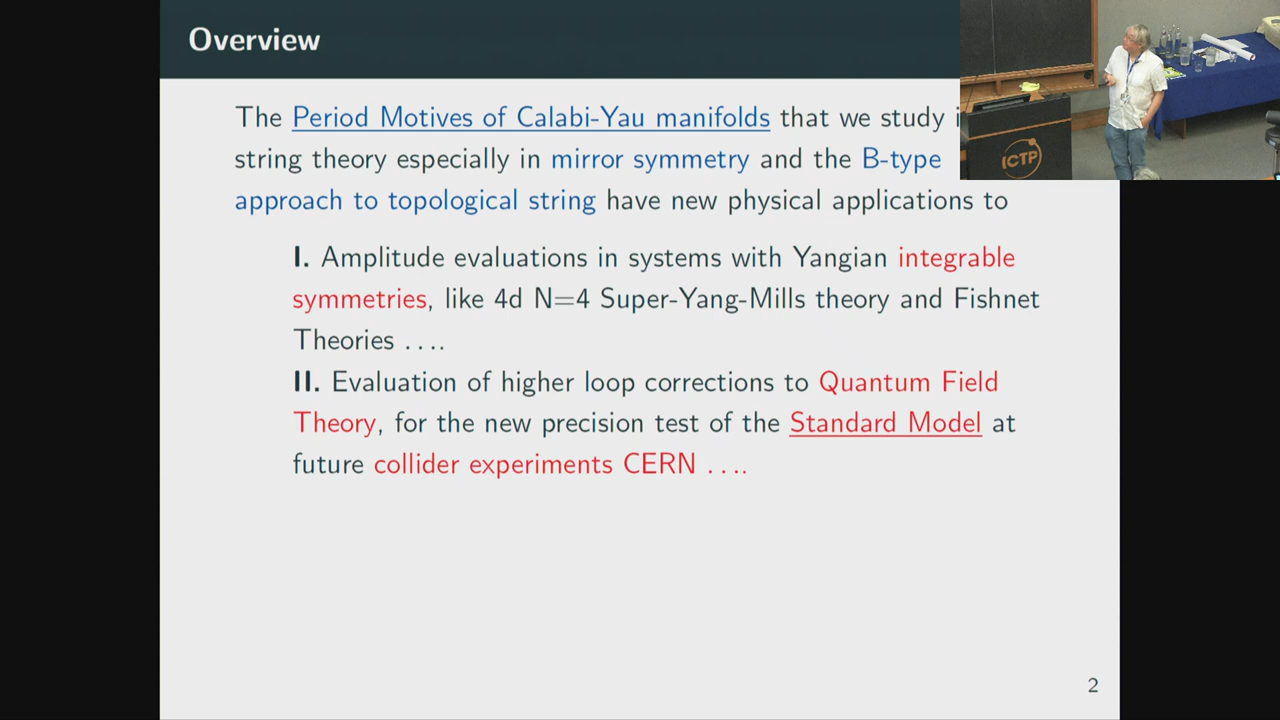 Overview
The Period Motives of Calabi-Yau manifolds that we study
string theory especially in mirror symmetry and the B-type
approach to topological string have new physical applications to
I. Amplitude evaluations in systems with Yangian integrable
symmetries, like 4d N=4 Super-Yang-Mills theory and Fishnet
Theories . . . .
II. Evaluation of higher loop corrections to Quantum Field
Theory, for the new precision test of the Standard Model at
future collider experiments CERN . . . .
2
ICTP